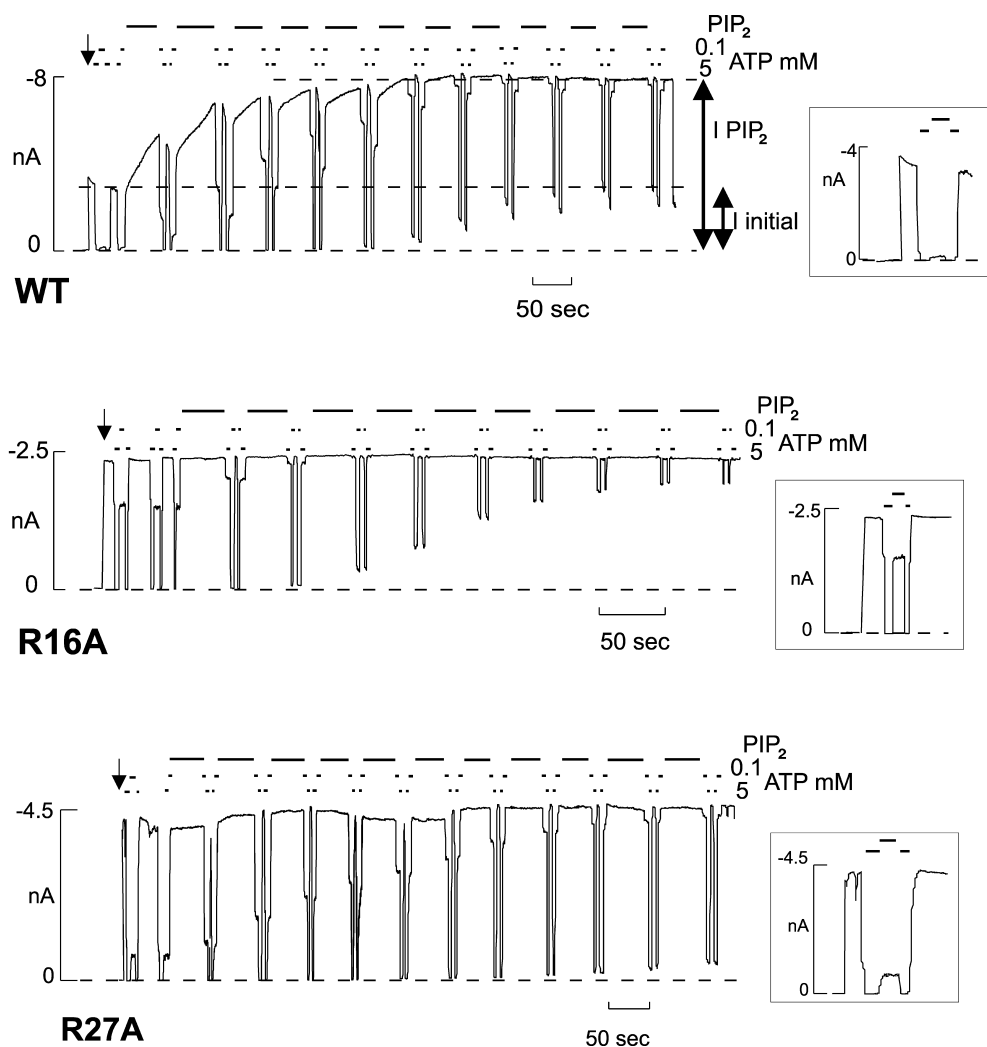 PIP2
0.1
5 ATP mM
-8
nA
0
I PIP2
I initial
WT
50 sec
-4
nA
0
PIP2
0.1
5 ATP mM
-2.5
nA
0
R16A
50 sec
-2.5
nA
0
PIP2
0.1
5 ATP mM
-4.5
nA
0
R27A
50 sec
-4.5
nA
0